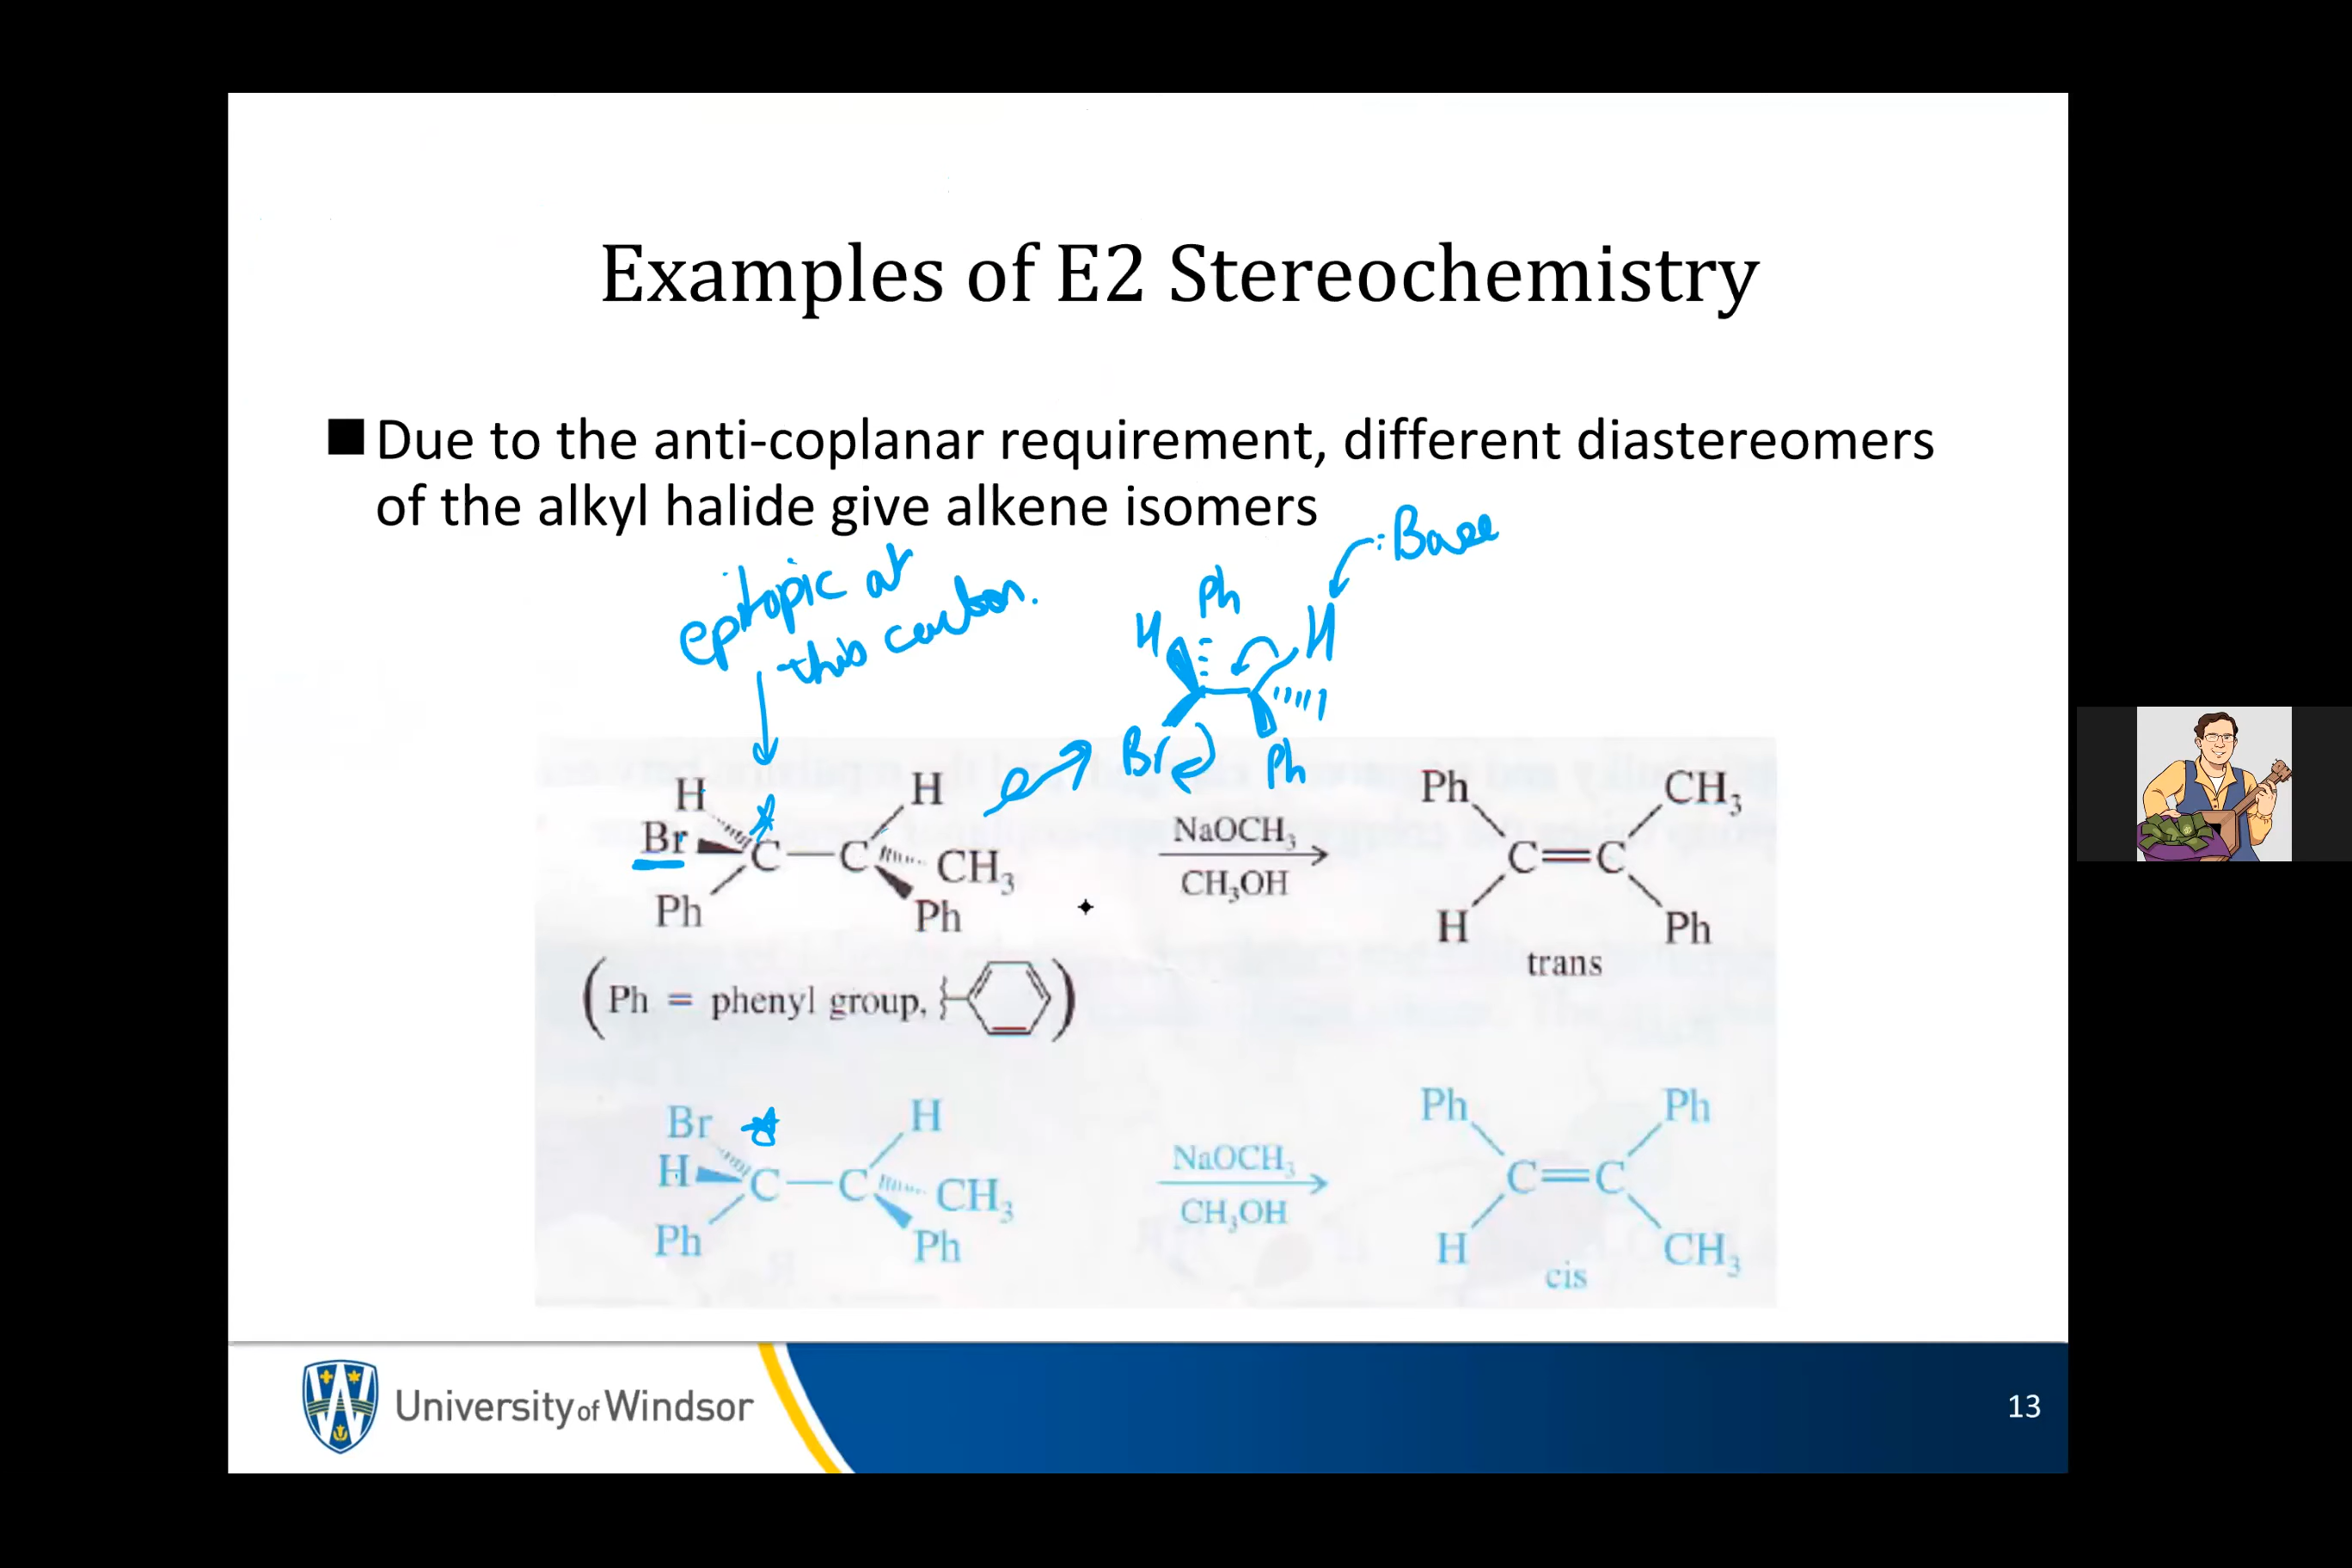 Examples of E2 Stereochemistry
Due to the anti-coplanar requirement, different diastereomers
of the alkyl halide give alkene isomers
:Base
epitopic at
this carbon.
Ph
H
H
Br
Ph
H
Br
C—C
H
CH₃
Ph
Ph
NaOCH₃
CH₃OH
Ph
CH₃
C=C
H
Ph
trans
(Ph = phenyl group, )
Br
H
C—C
H
CH₃
Ph
Ph
NaOCH₃
CH₃OH
Ph
Ph
C=C
H
CH₃
cis
University of Windsor
13